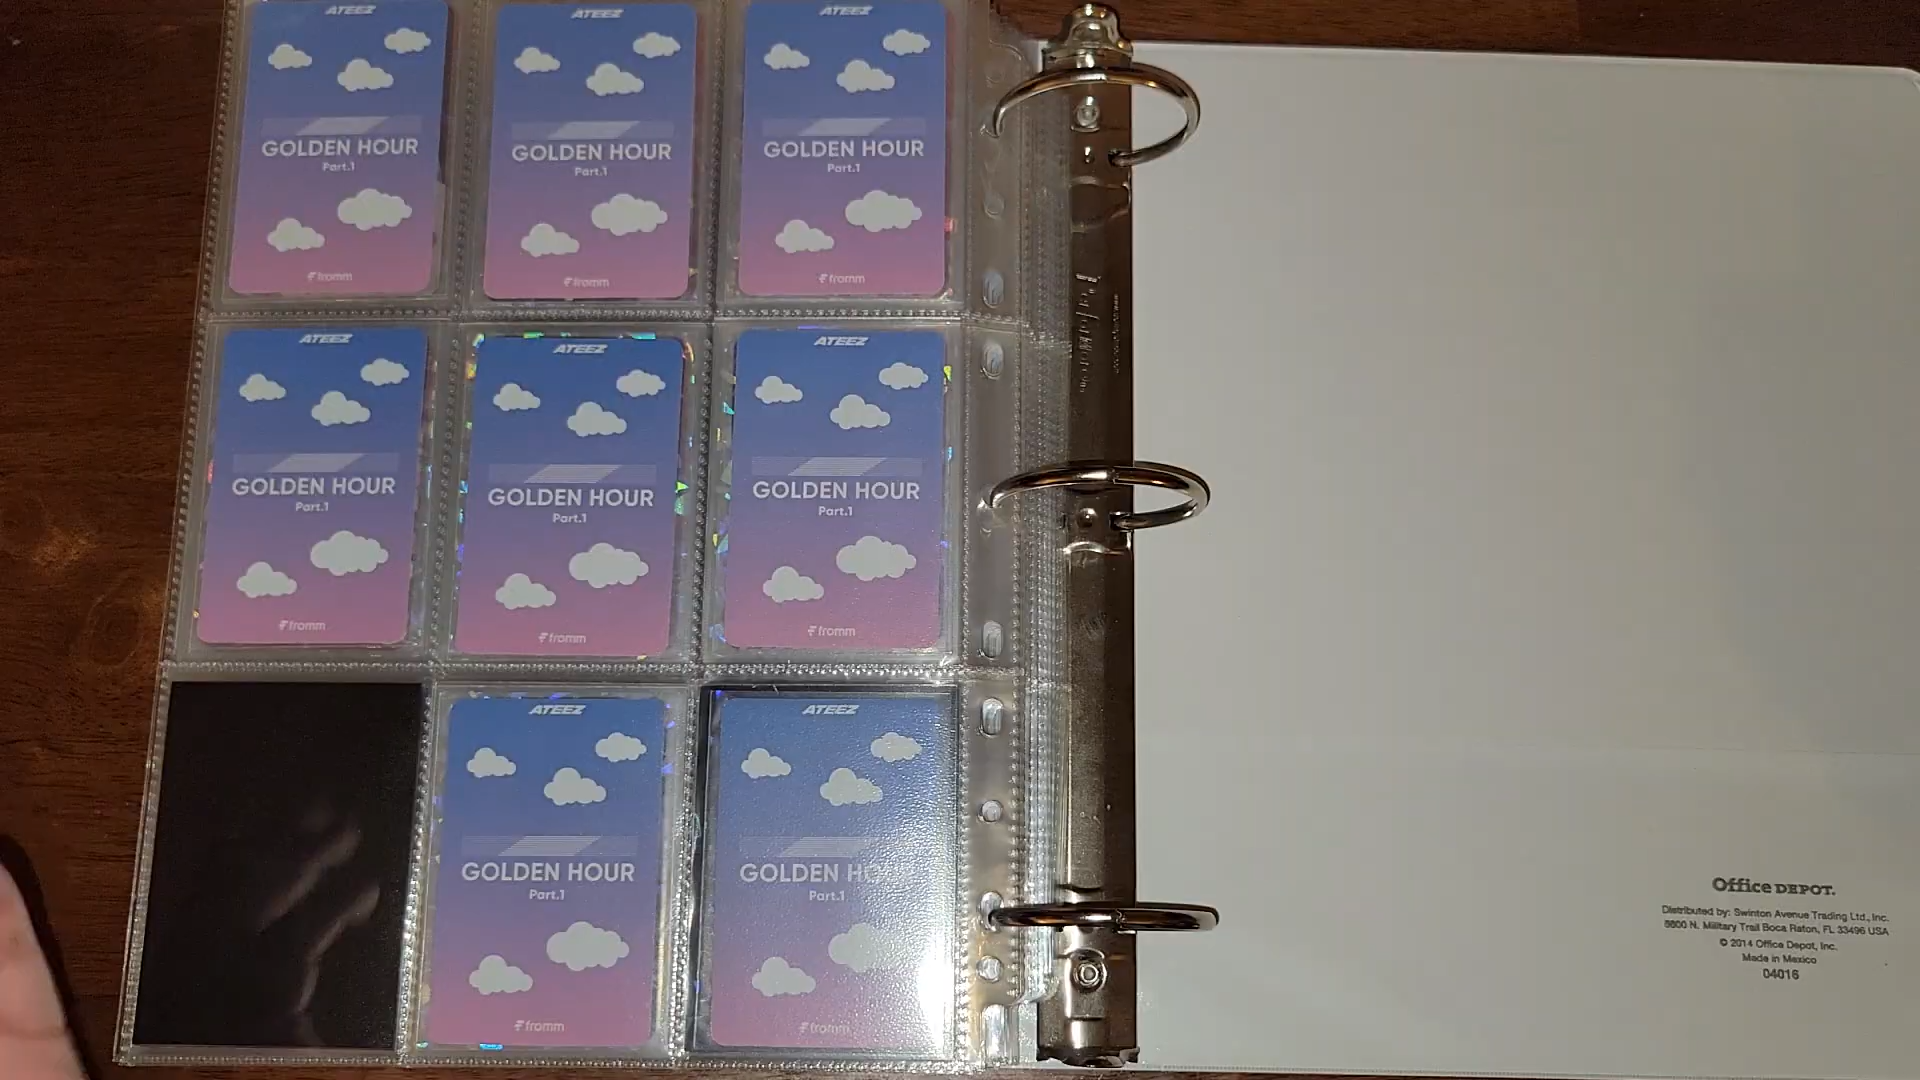 ATEEZ
GOLDEN HOUR
Part.1
fromm
ATEEZ
GOLDEN HOUR
Part.1
fromm
ATEEZ
GOLDEN HOUR
Part.1
fromm
ATEEZ
GOLDEN HOUR
Part.1
fromm
ATEEZ
GOLDEN HOUR
Part.1
fromm
ATEEZ
GOLDEN HOUR
Part.1
fromm
ATEEZ
GOLDEN HOUR
Part.1
fromm
ATEEZ
GOLDEN HO
Part.1
fromm
Office DEPOT.
Distributed by: Swinton Avenue Trading Ltd., Inc.
6600 N. Military Trail Boca Raton, FL 33496 USA
© 2014 Office Depot, Inc.
Made in Mexico
04016